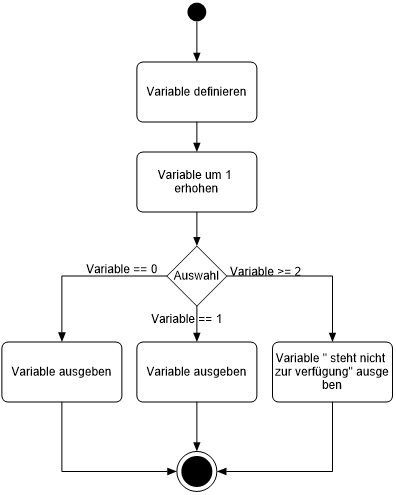 Variable definieren
Variable um 1
erhohen
Variable == 0
Auswahl
Variable >= 2
Variable == 1
Variable ausgeben
Variable ausgeben
Variable " steht nicht
zur verfügung" ausge
ben